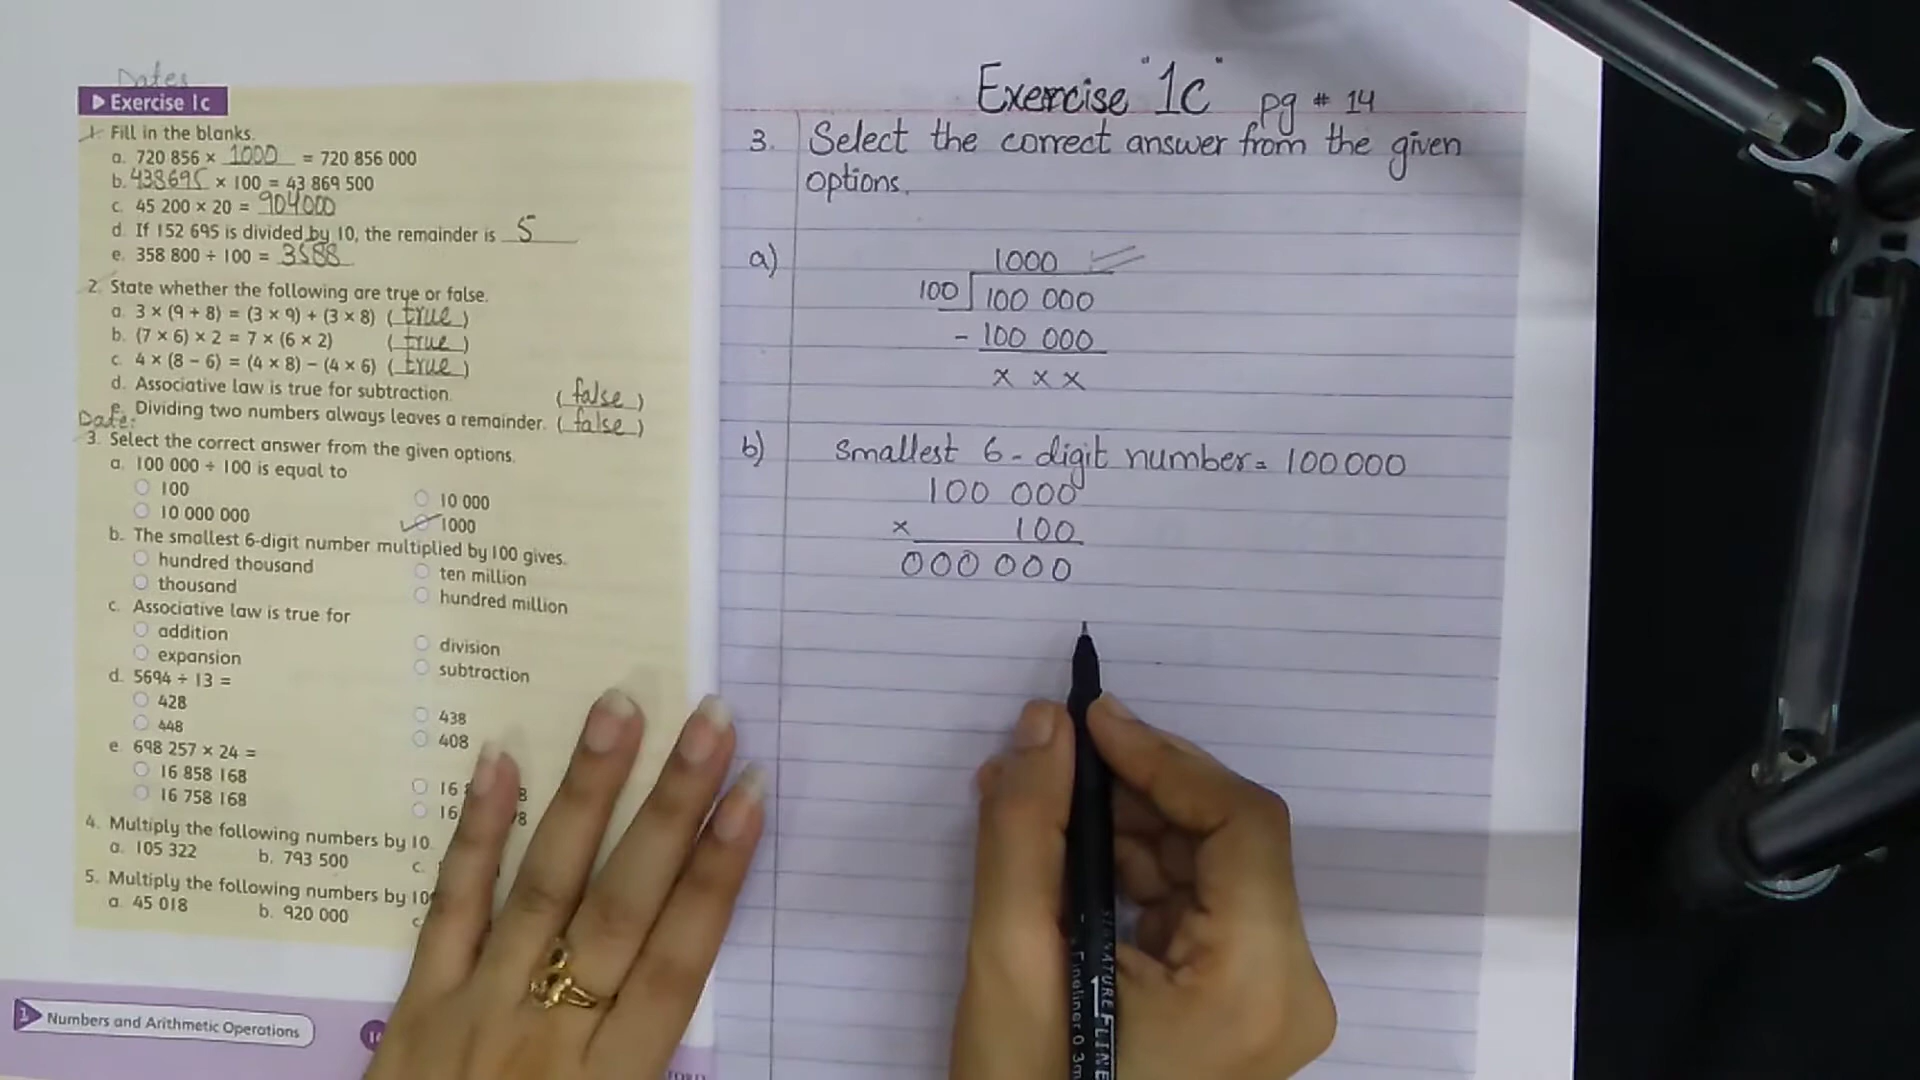 Dates
Exercise 1c
1. Fill in the blanks.
a. 720 856 × 1000 = 720 856 000
b. 438695 × 100 = 43 869 500
c. 45 200 × 20 = 904000
d. If 152 695 is divided by 10, the remainder is 5
e. 358 800 ÷ 100 = 3588
2. State whether the following are true or false.
a. 3 × (9 + 8) = (3 × 9) + (3 × 8) (true)
b. (7 × 6) × 2 = 7 × (6 × 2) (true)
c. 4 × (8 − 6) = (4 × 8) − (4 × 6) (true)
d. Associative law is true for subtraction. (false)
e. Dividing two numbers always leaves a remainder. (false)
Date:
3. Select the correct answer from the given options.
a. 100 000 ÷ 100 is equal to
100 10 000
10 000 000 1000
b. The smallest 6-digit number multiplied by 100 gives.
hundred thousand ten million
thousand hundred million
c. Associative law is true for
addition division
expansion subtraction
d. 5694 ÷ 13 =
428 438
448 408
e. 698 257 × 24 =
16 858 168 16 8
16 758 168 16 8
4. Multiply the following numbers by 10.
a. 105 322 b. 793 500 c.
5. Multiply the following numbers by 10
a. 45 018 b. 920 000 c
1 Numbers and Arithmetic Operations
Exercise "1c" pg # 14
3. Select the correct answer from the given
options.
a) 1000
100 100 000
- 100 000
x x x
b) Smallest 6-digit number = 100 000
100 000
× 100
000 000
SIGNATURE FLINE
Fineliner 0.3m